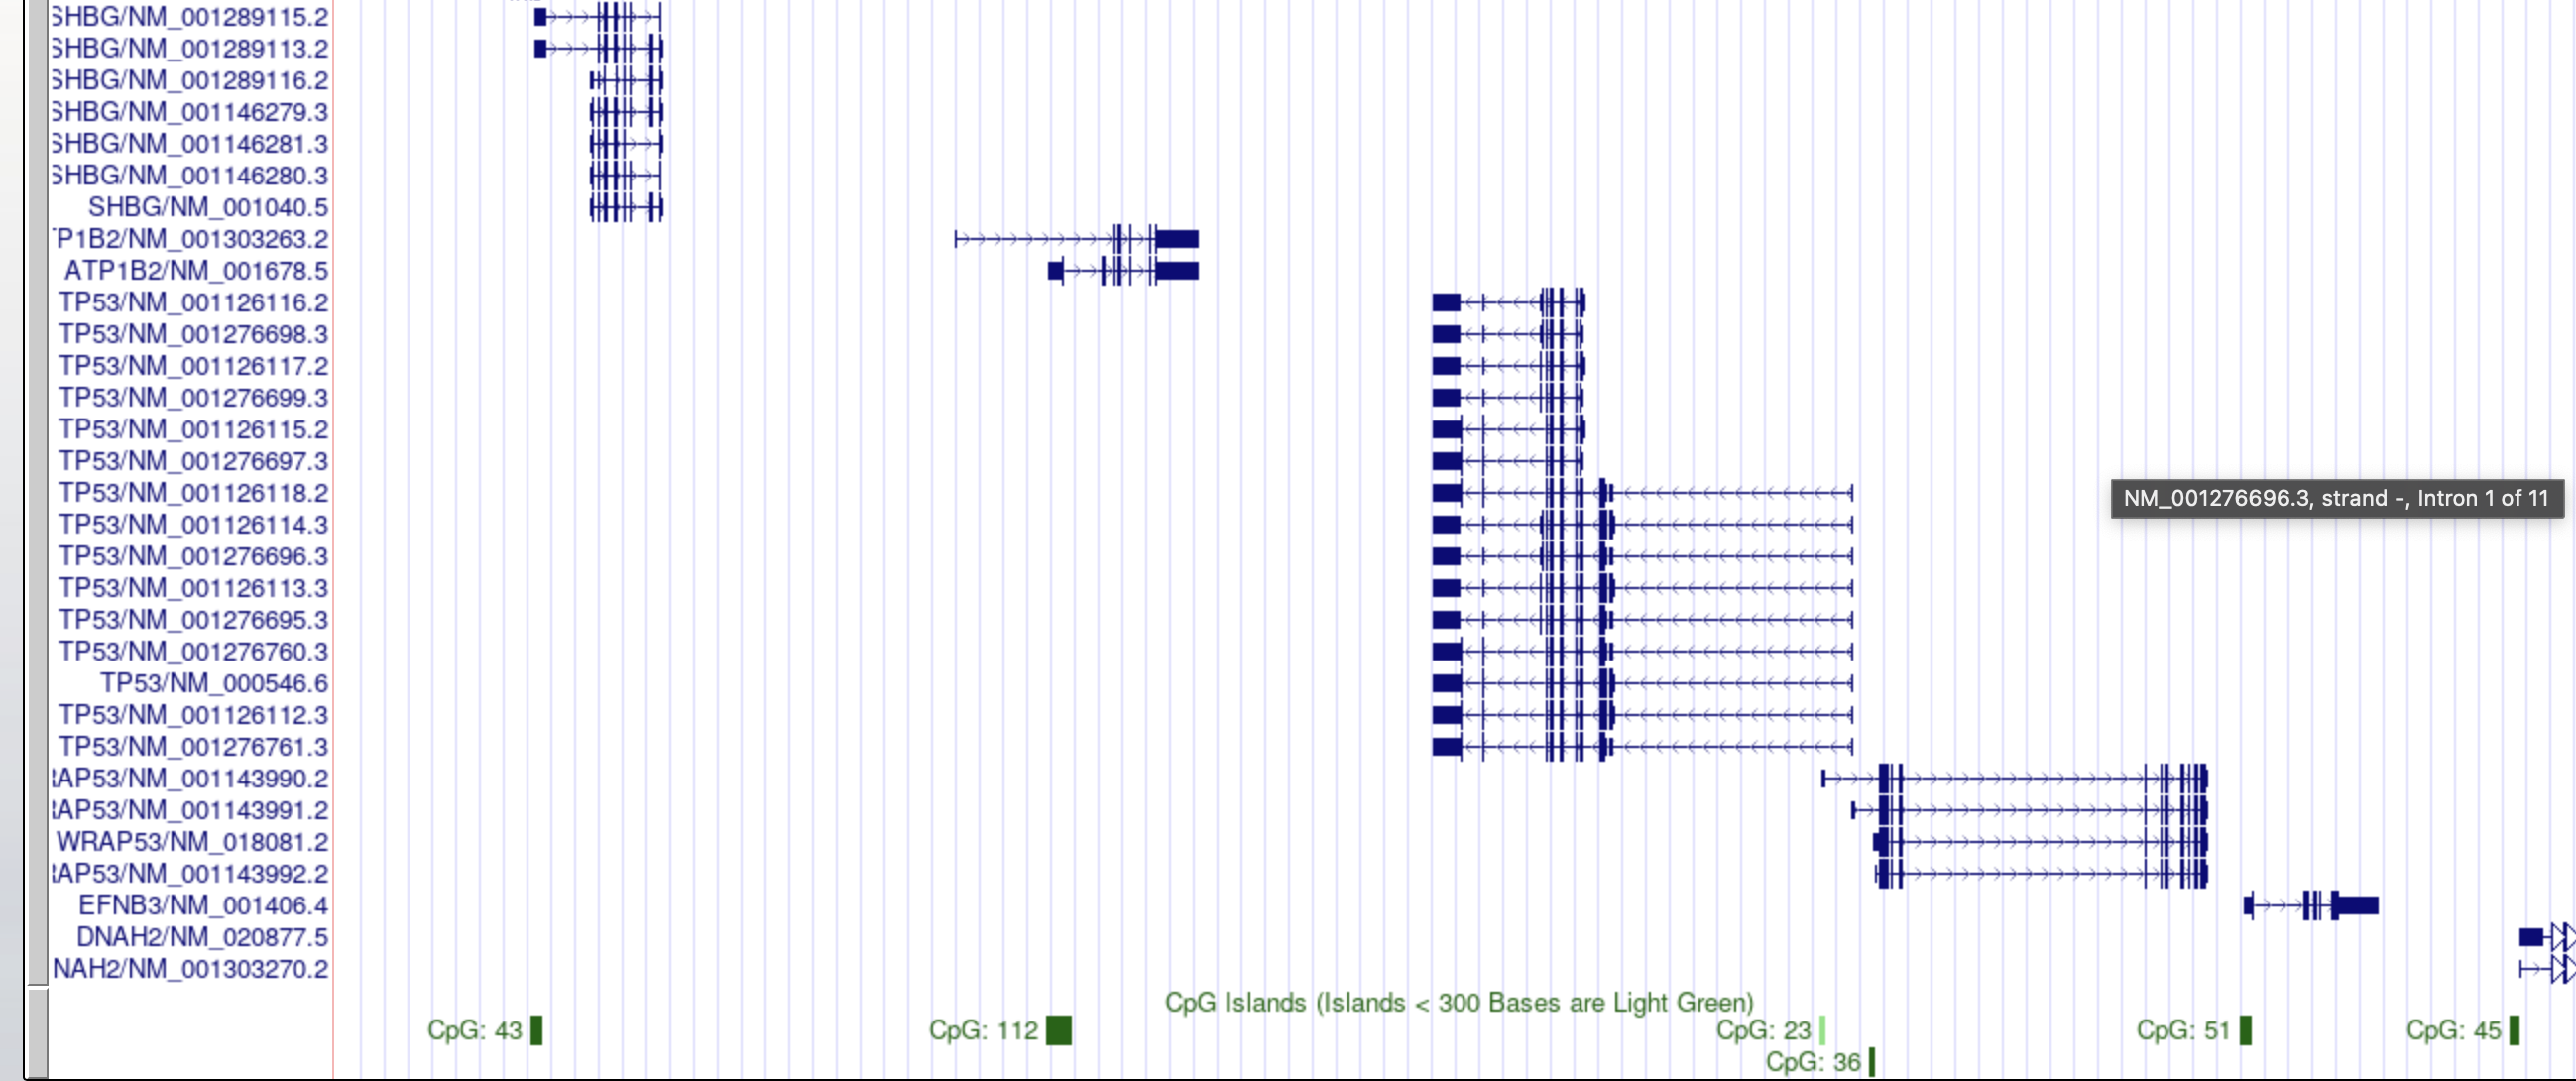 SHBG/NM_001289115.2
SHBG/NM_001289113.2
SHBG/NM_001289116.2
SHBG/NM_001146279.3
SHBG/NM_001146281.3
SHBG/NM_001146280.3
SHBG/NM_001040.5
TP1B2/NM_001303263.2
ATP1B2/NM_001678.5
TP53/NM_001126116.2
TP53/NM_001276698.3
TP53/NM_001126117.2
TP53/NM_001276699.3
TP53/NM_001126115.2
TP53/NM_001276697.3
TP53/NM_001126118.2
NM_001276696.3, strand -, Intron 1 of 11
TP53/NM_001126114.3
TP53/NM_001276696.3
TP53/NM_001126113.3
TP53/NM_001276695.3
TP53/NM_001276760.3
TP53/NM_000546.6
TP53/NM_001126112.3
TP53/NM_001276761.3
RAP53/NM_001143990.2
RAP53/NM_001143991.2
WRAP53/NM_018081.2
RAP53/NM_001143992.2
EFNB3/NM_001406.4
DNAH2/NM_020877.5
NAH2/NM_001303270.2
CpG Islands (Islands < 300 Bases are Light Green)
CpG: 43 CpG: 112 CpG: 23 CpG: 51 CpG: 45
CpG: 36